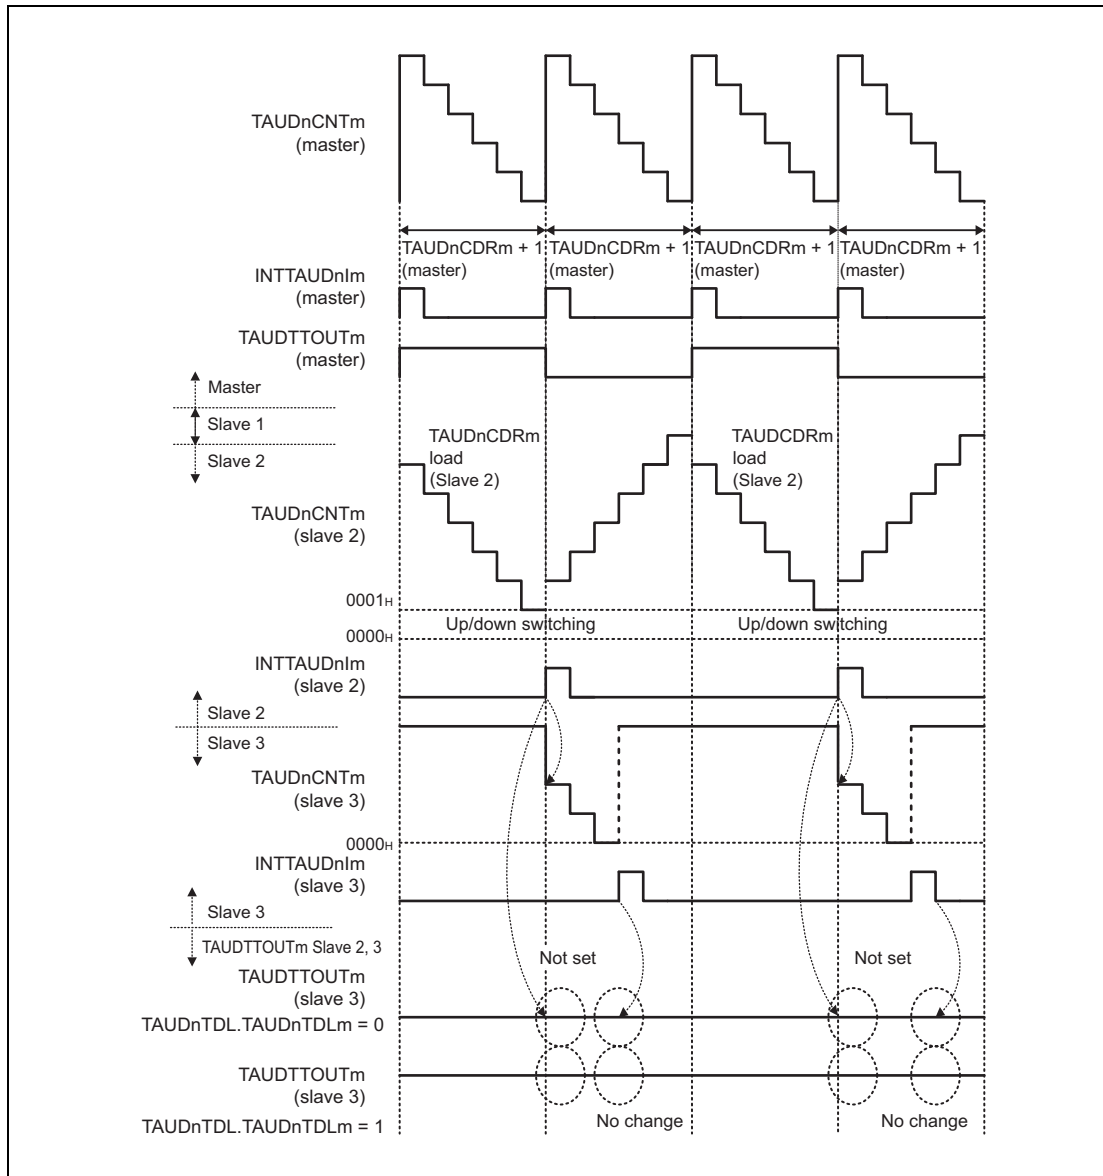 TAUDnCNTm
(master)
TAUDnCDRm + 1 TAUDnCDRm + 1 TAUDnCDRm + 1 TAUDnCDRm + 1
(master) (master) (master) (master)
INTTAUDnIm
(master)
TAUDTTOUTm
(master)
Master
Slave 1
Slave 2
TAUDnCDRm
load
(Slave 2)
TAUDCDRm
load
(Slave 2)
TAUDnCNTm
(slave 2)
0001H
Up/down switching Up/down switching
0000H
INTTAUDnIm
(slave 2)
Slave 2
Slave 3
TAUDnCNTm
(slave 3)
0000H
INTTAUDnIm
(slave 3)
Slave 3
TAUDTTOUTm Slave 2, 3
Not set Not set
TAUDTTOUTm
(slave 3)
TAUDnTDL.TAUDnTDLm = 0
TAUDTTOUTm
(slave 3)
No change No change
TAUDnTDL.TAUDnTDLm = 1